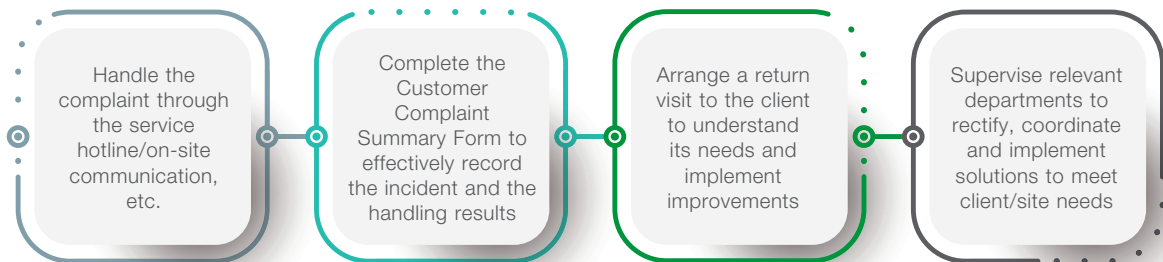 Handle the
complaint through
the service
hotline/on-site
communication,
etc.
Complete the
Customer
Complaint
Summary Form to
effectively record
the incident and the
handling results
Arrange a return
visit to the client
to understand
its needs and
implement
improvements
Supervise relevant
departments to
rectify, coordinate
and implement
solutions to meet
client/site needs